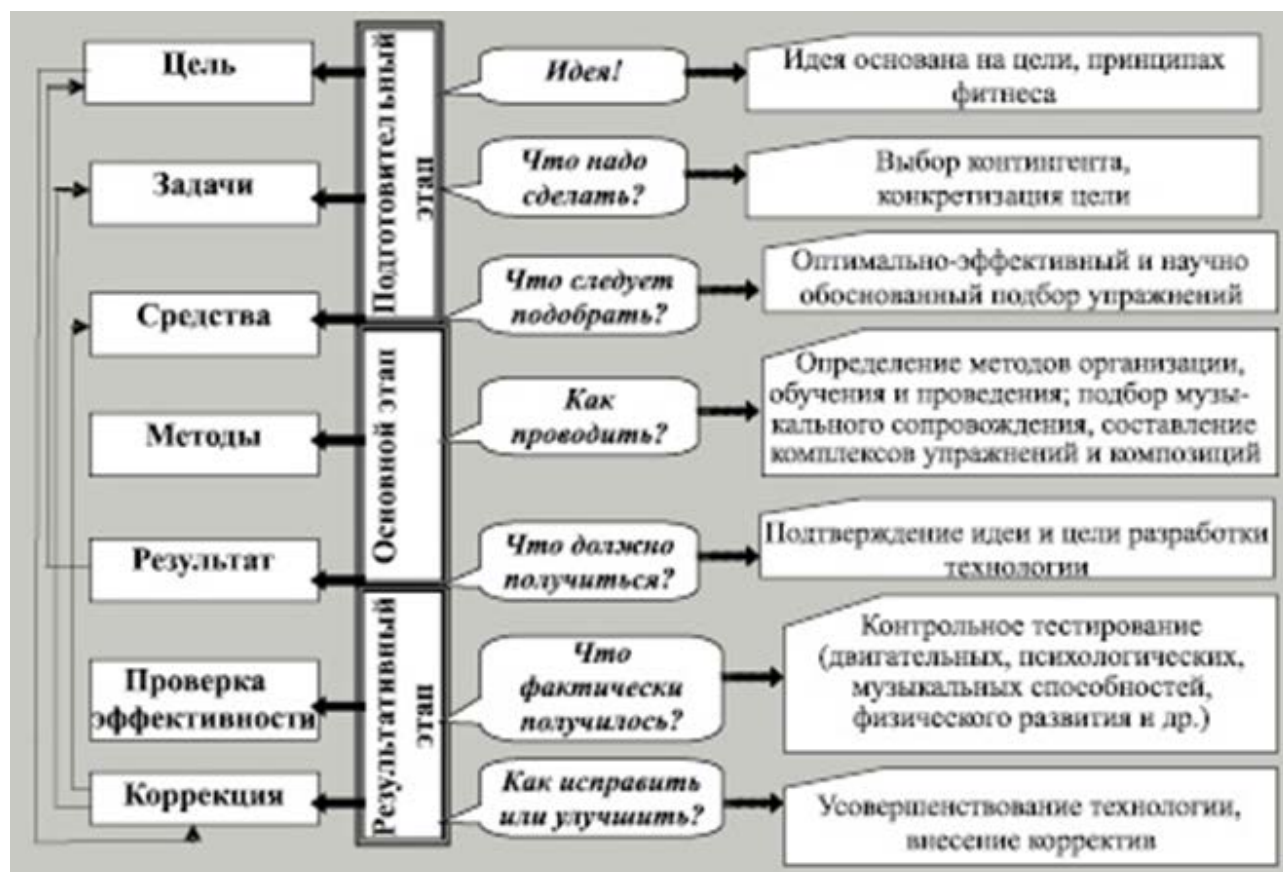 Цель
Подготовительный
этап
Идея!
Идея основана на цели, принципах
фитнеса
Задачи
Что надо
сделать?
Выбор контингента,
конкретизация цели
Средства
Что следует
подобрать?
Оптимально-эффективный и научно
обоснованный подбор упражнений
Методы
Основной этап
Как
проводить?
Определение методов организации,
обучения и проведения; подбор музы-
кального сопровождения, составление
комплексов упражнений и композиций
Результат
Что должно
получиться?
Подтверждение идеи и цели разработки
технологии
Проверка
эффективности
Результативный
этап
Что
фактически
получилось?
Контрольное тестирование
(двигательных, психологических,
музыкальных способностей,
физического развития и др.)
Коррекция
Как исправить
или улучшить?
Усовершенствование технологии,
внесение корректив